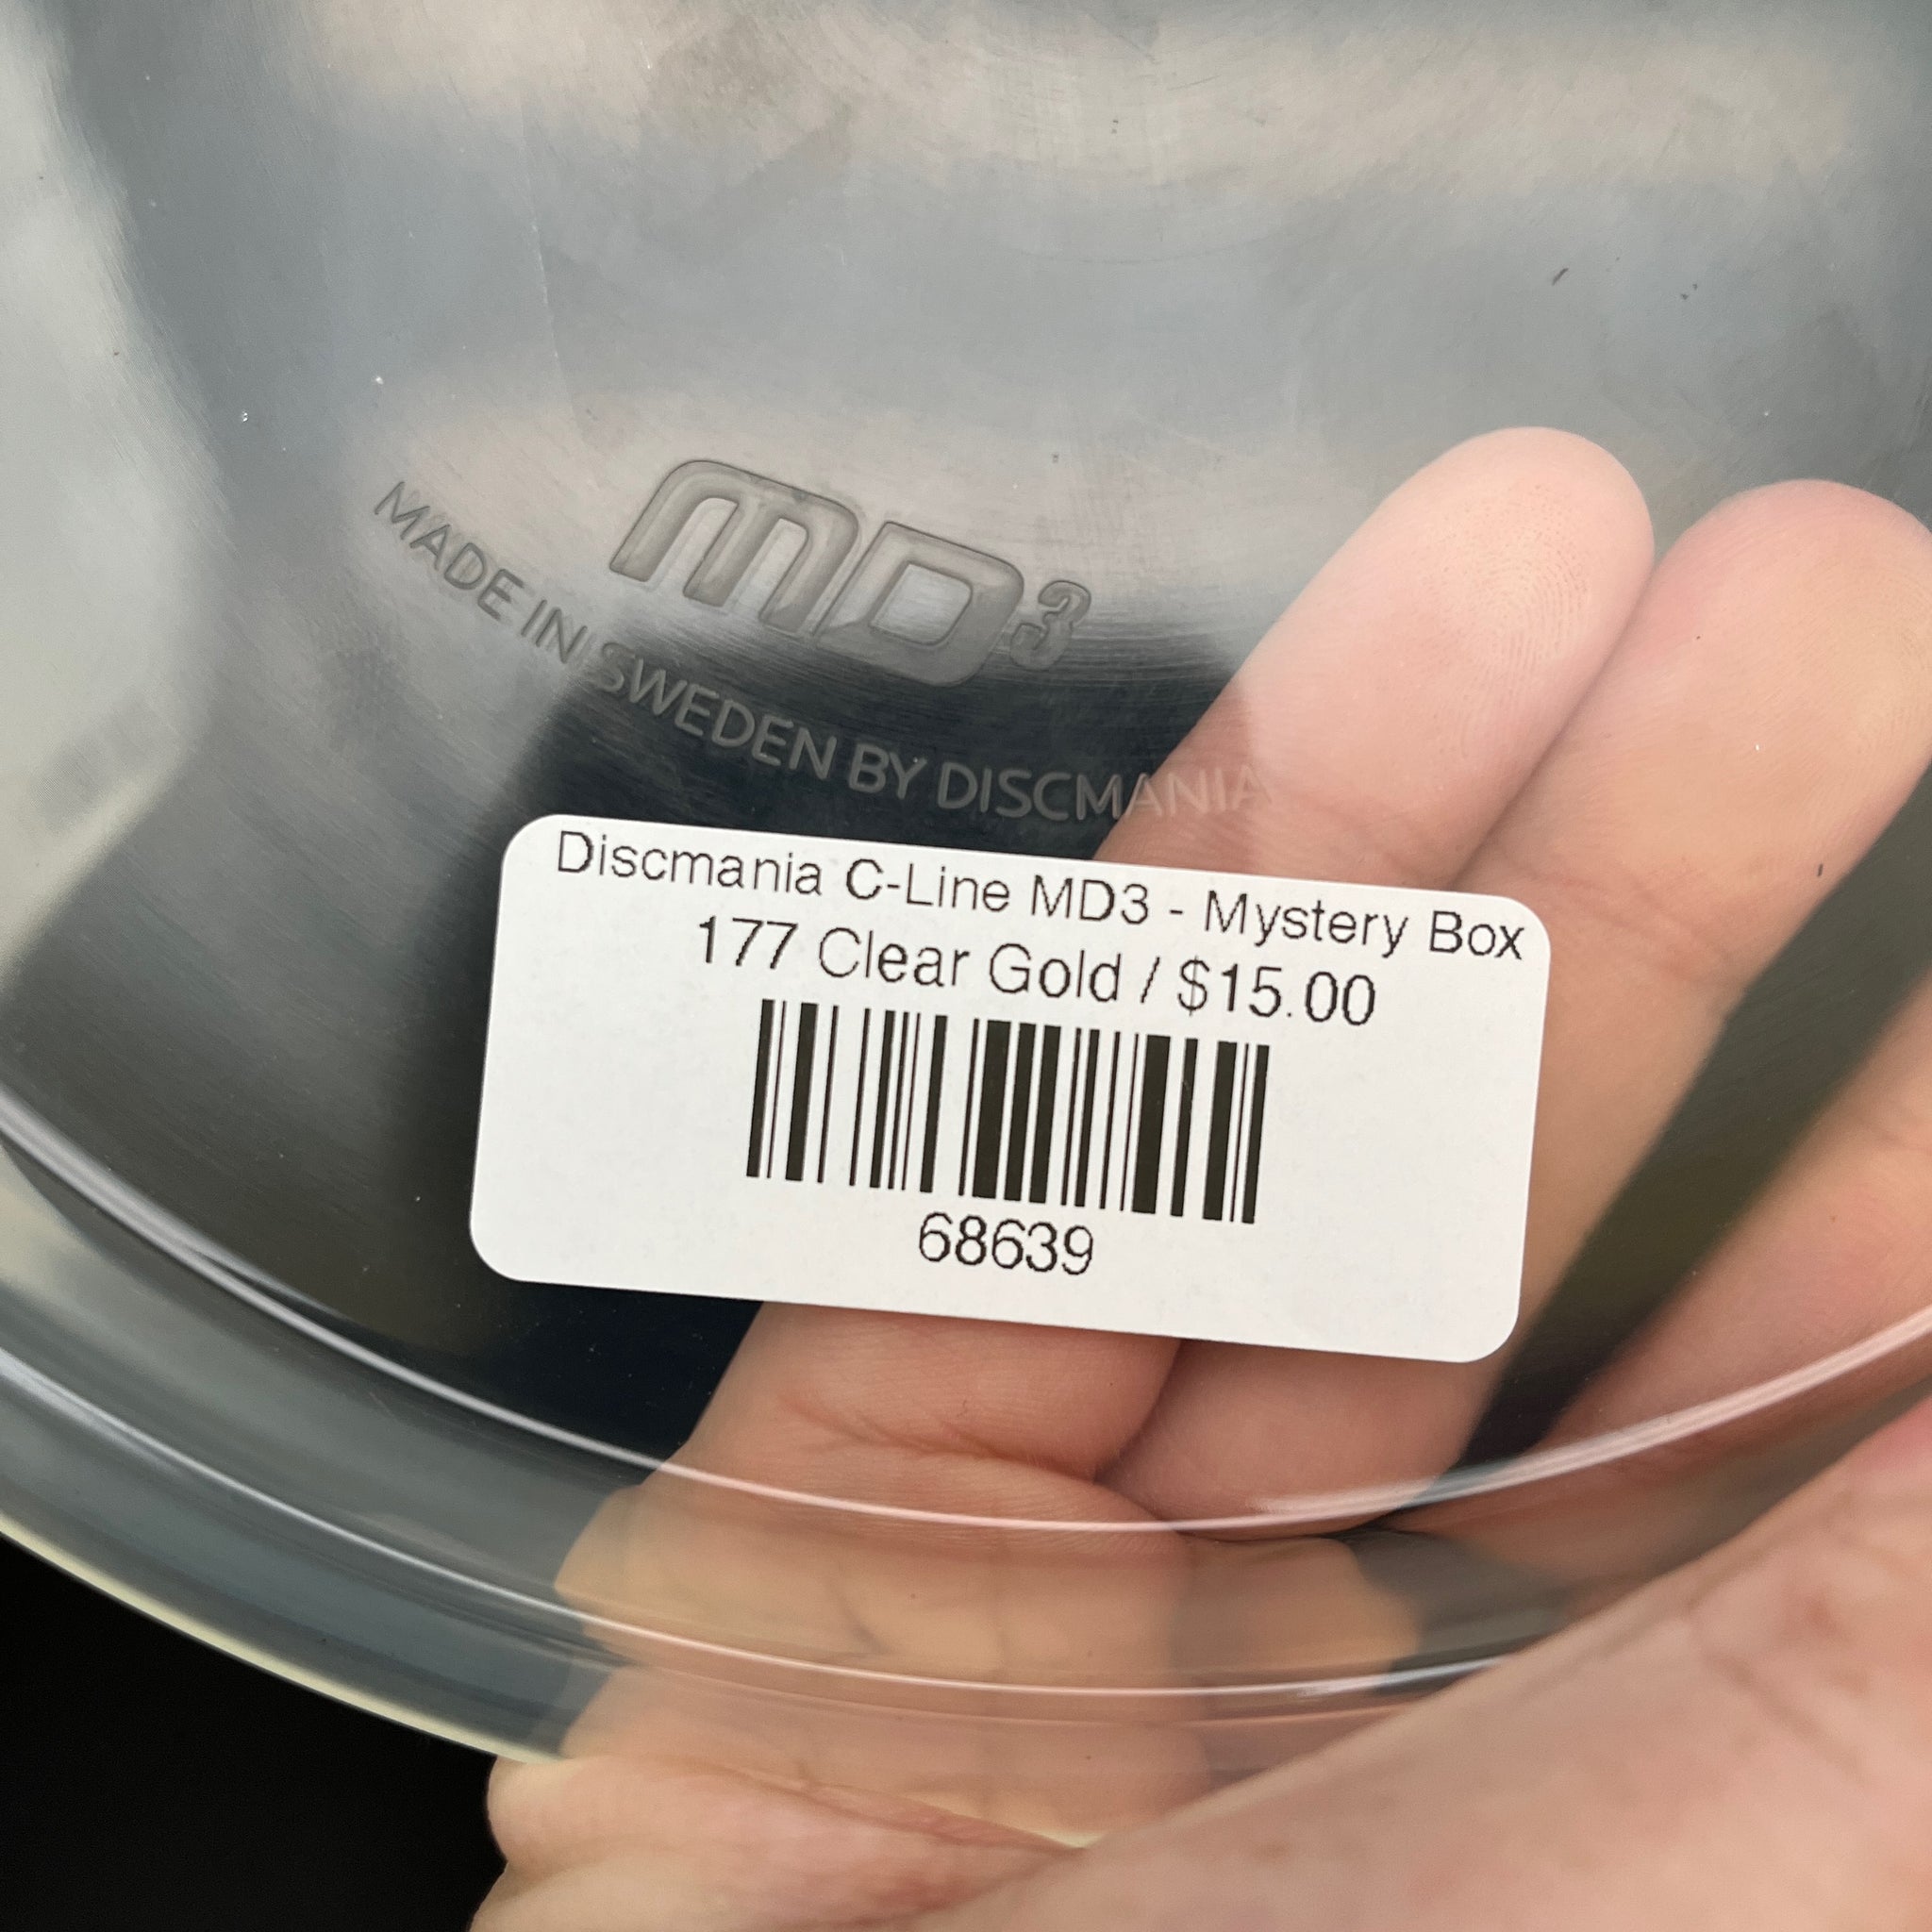 MD3
MADE IN SWEDEN BY DISCMANIA
Discmania C-Line MD3 - Mystery Box
177 Clear Gold / $15.00
68639